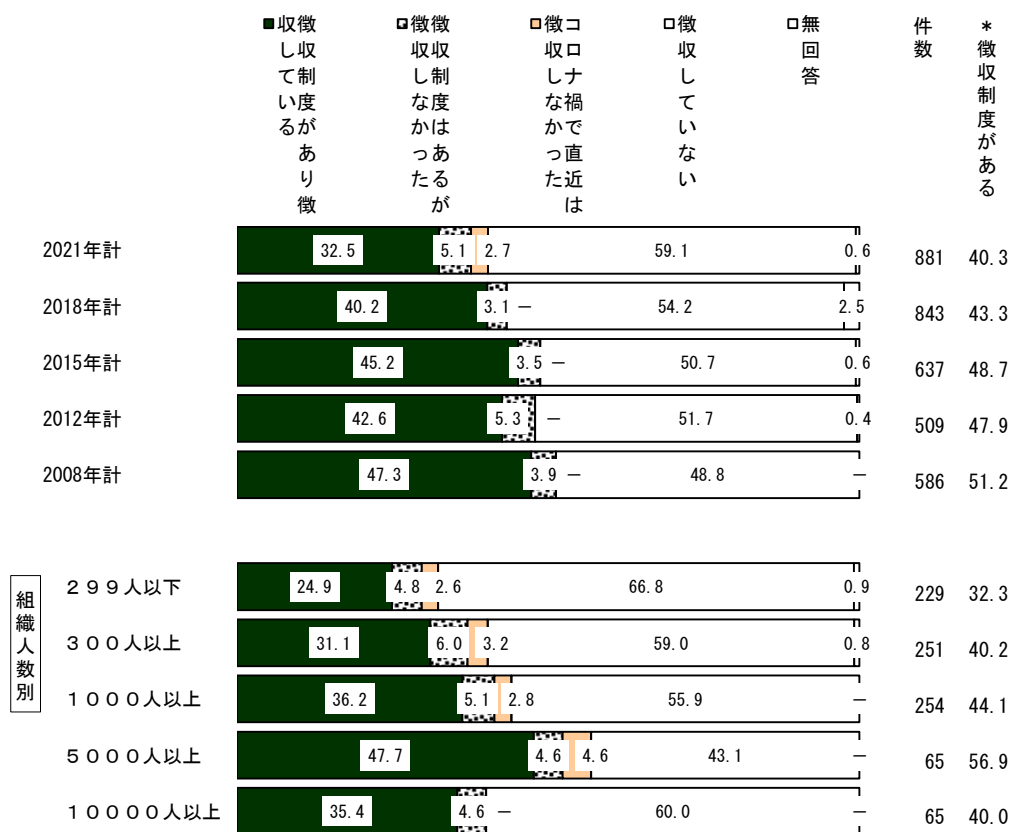 徴収制度があり徴
収している
徴収制度はあるが
徴収しなかった
コロナ禍で直近は
徴収しなかった
徴収していない
無回答
件数
*徴収制度がある
2021年計 32.5 5.1 2.7 59.1 0.6 881 40.3
2018年計 40.2 3.1 － 54.2 2.5 843 43.3
2015年計 45.2 3.5 － 50.7 0.6 637 48.7
2012年計 42.6 5.3 － 51.7 0.4 509 47.9
2008年計 47.3 3.9 － 48.8 － 586 51.2
組織人数別
２９９人以下 24.9 4.8 2.6 66.8 0.9 229 32.3
３００人以上 31.1 6.0 3.2 59.0 0.8 251 40.2
１０００人以上 36.2 5.1 2.8 55.9 － 254 44.1
５０００人以上 47.7 4.6 4.6 43.1 － 65 56.9
１００００人以上 35.4 4.6 － 60.0 － 65 40.0